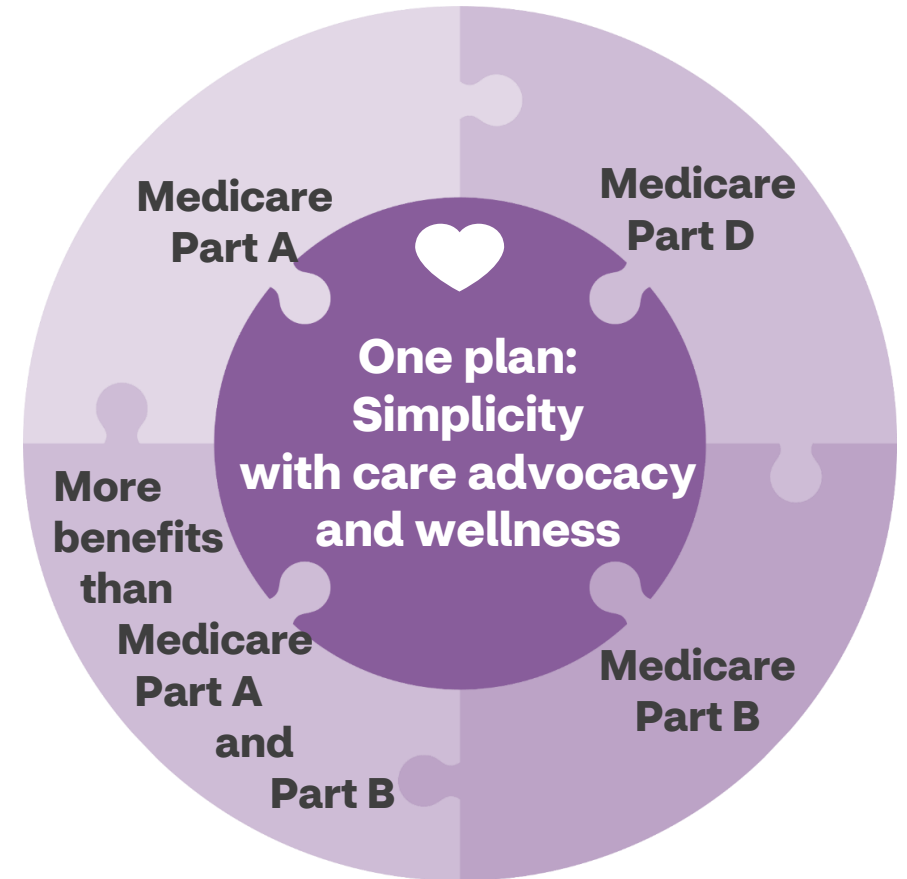 Medicare
Part A
Medicare
Part D
One plan:
Simplicity
with care advocacy
and wellness
More
benefits
than
Medicare
Part A
and
Part B
Medicare
Part B